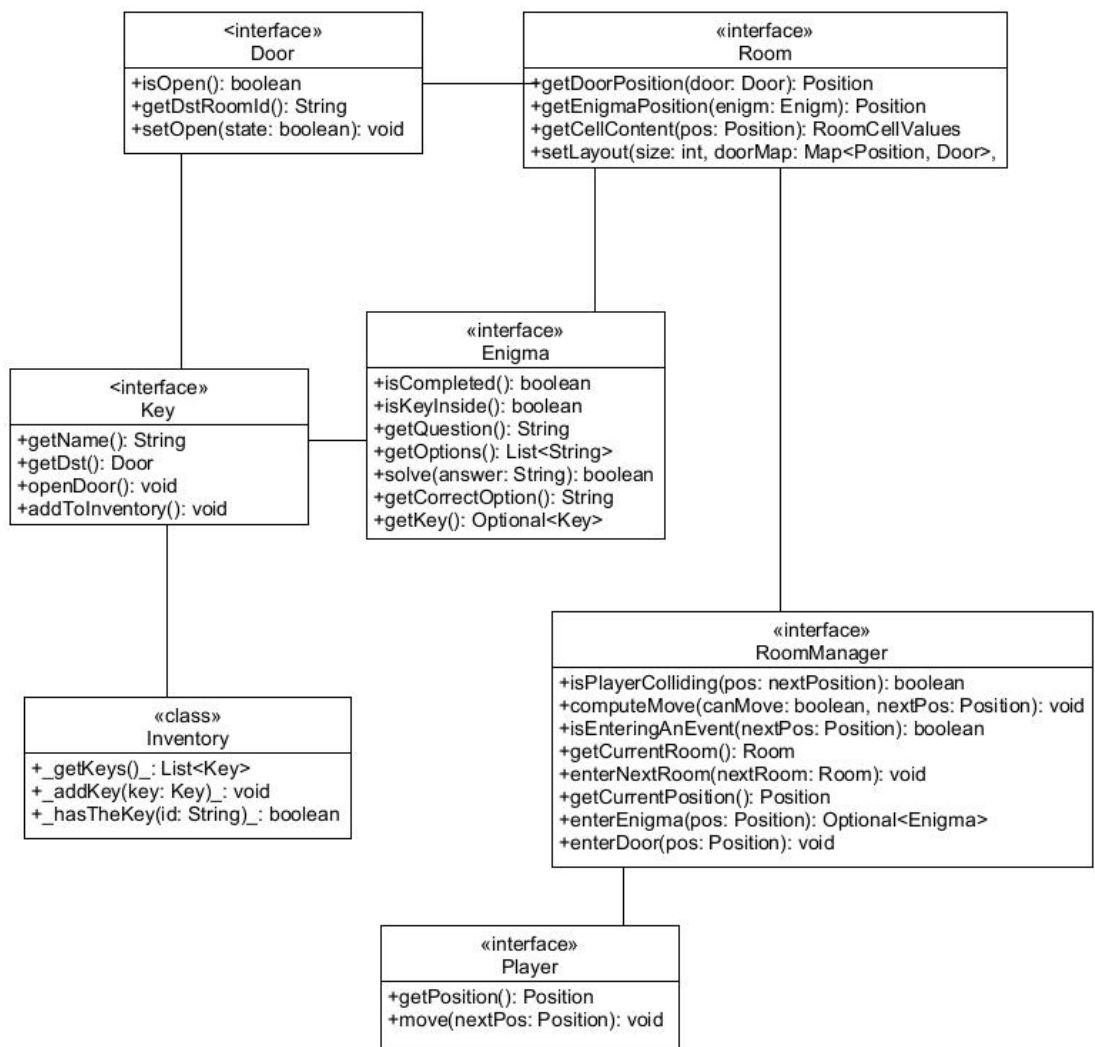 <interface»
Door
+isOpen(): boolean
+getDstRoomId(): String
+setOpen(state: boolean): void
«interface»
Room
+getDoorPosition(door: Door): Position
+getEnigmaPosition(enigm: Enigm): Position
+getCellContent(pos: Position): RoomCellValues
+setLayout(size: int, doorMap: Map<Position, Door>,
«interface»
Enigma
+isCompleted(): boolean
+isKeyInside(): boolean
+getQuestion(): String
+getOptions(): List<String>
+solve(answer: String): boolean
+getCorrectOption(): String
+getKey(): Optional<Key>
<interface»
Key
+getName(): String
+getDst(): Door
+openDoor(): void
+addToInventory(): void
«interface»
RoomManager
+isPlayerColliding(pos: nextPosition): boolean
+computeMove(canMove: boolean, nextPos: Position): void
+isEnteringAnEvent(nextPos: Position): boolean
+getCurrentRoom(): Room
+enterNextRoom(nextRoom: Room): void
+getCurrentPosition(): Position
+enterEnigma(pos: Position): Optional<Enigma>
+enterDoor(pos: Position): void
«class»
Inventory
+_getKeys()_: List<Key>
+_addKey(key: Key)_: void
+_hasTheKey(id: String)_: boolean
«interface»
Player
+getPosition(): Position
+move(nextPos: Position): void